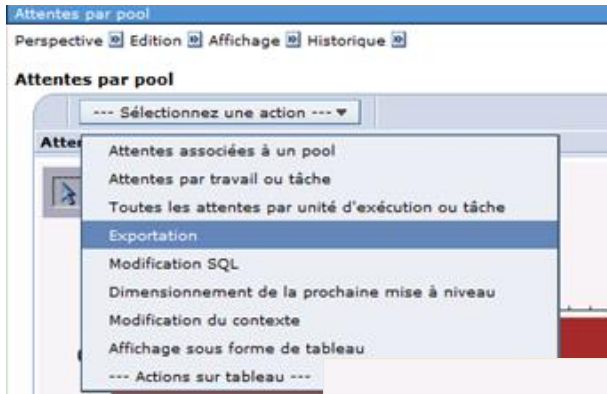 Attentes par pool
Perspective Edition Affichage Historique
Attentes par pool
--- Sélectionnez une action ---
Atte
Attentes associées à un pool
Attentes par travail ou tâche
Toutes les attentes par unité d'exécution ou tâche
Exportation
Modification SQL
Dimensionnement de la prochaine mise à niveau
Modification du contexte
Affichage sous forme de tableau
--- Actions sur tableau ---